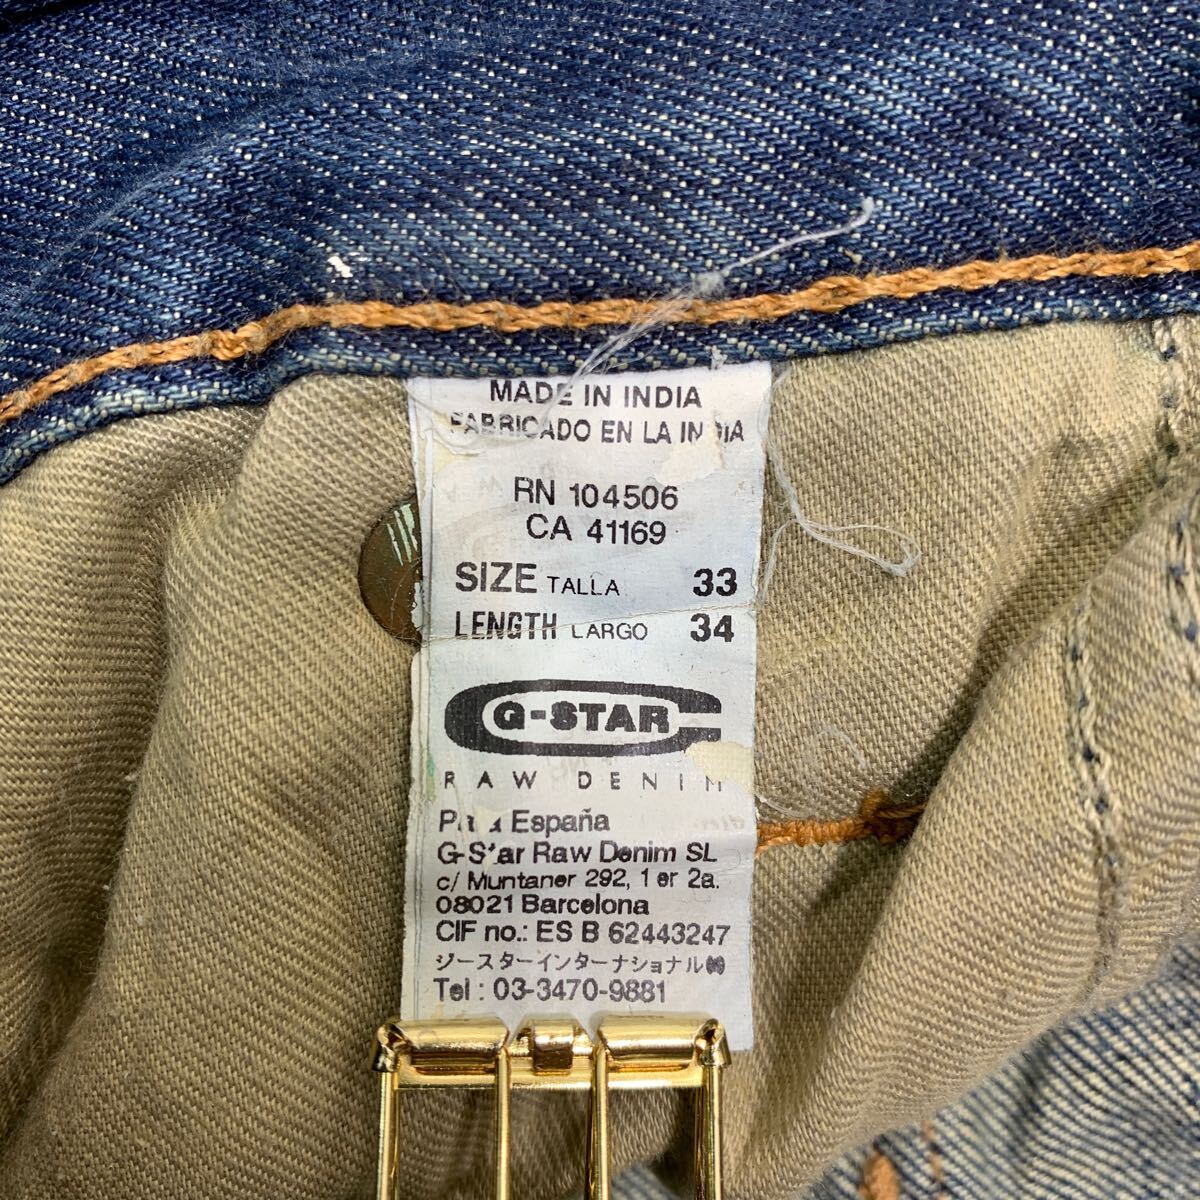 MADE IN INDIA
FABRICADO EN LA INDIA
RN 104506
CA 41169
SIZE TALLA 33
LENGTH LARGO 34
G-STAR
RAW DENIM
Para España
G-Star Raw Denim SL
c/ Muntaner 292, 1 er 2a.
08021 Barcelona
CIF no.: ES B 62443247
ジースターインターナショナル㈱
Tel : 03-3470-9881